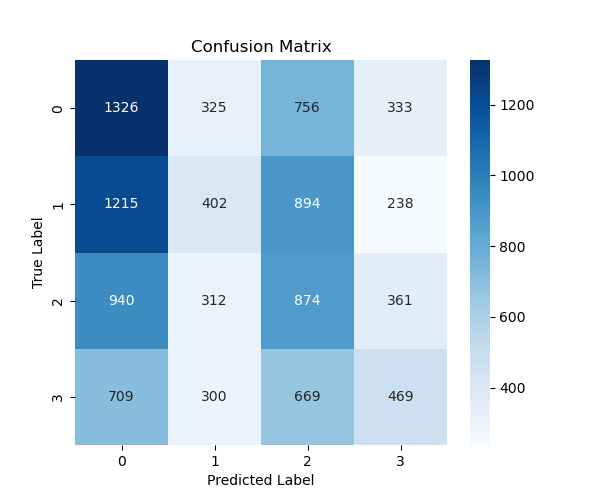 Confusion Matrix
0 1326 325 756 333
1 1215 402 894 238
2 940 312 874 361
3 709 300 669 469
0 1 2 3
True Label
Predicted Label
1200
1000
800
600
400